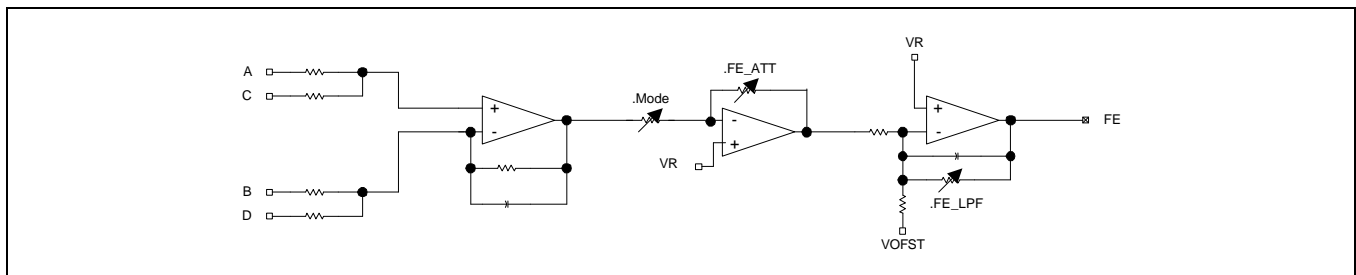 A
C
B
D
+
-
.Mode
VR
.FE_ATT
-
+
VR
+
-
FE
.FE_LPF
VOFST